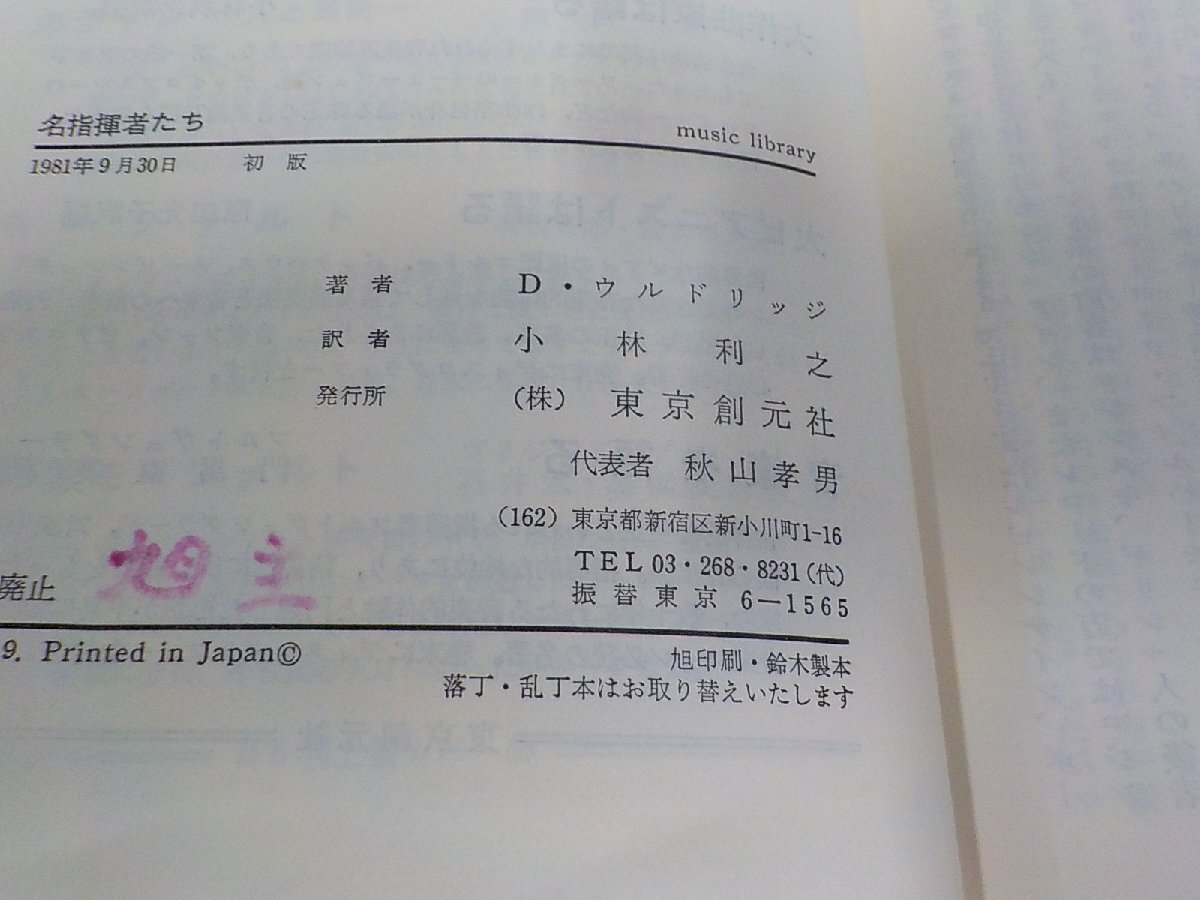 名指揮者たち
music library
1981年9月30日 初版
著者 D・ウルドリッジ
訳者 小林利之
発行所 (株) 東京創元社
代表者 秋山孝男
(162) 東京都新宿区新小川町1-16
TEL 03・268・8231 (代)
振替東京 6-1565
廃止
9. Printed in Japan©
旭印刷・鈴木製本
落丁・乱丁本はお取り替えいたします